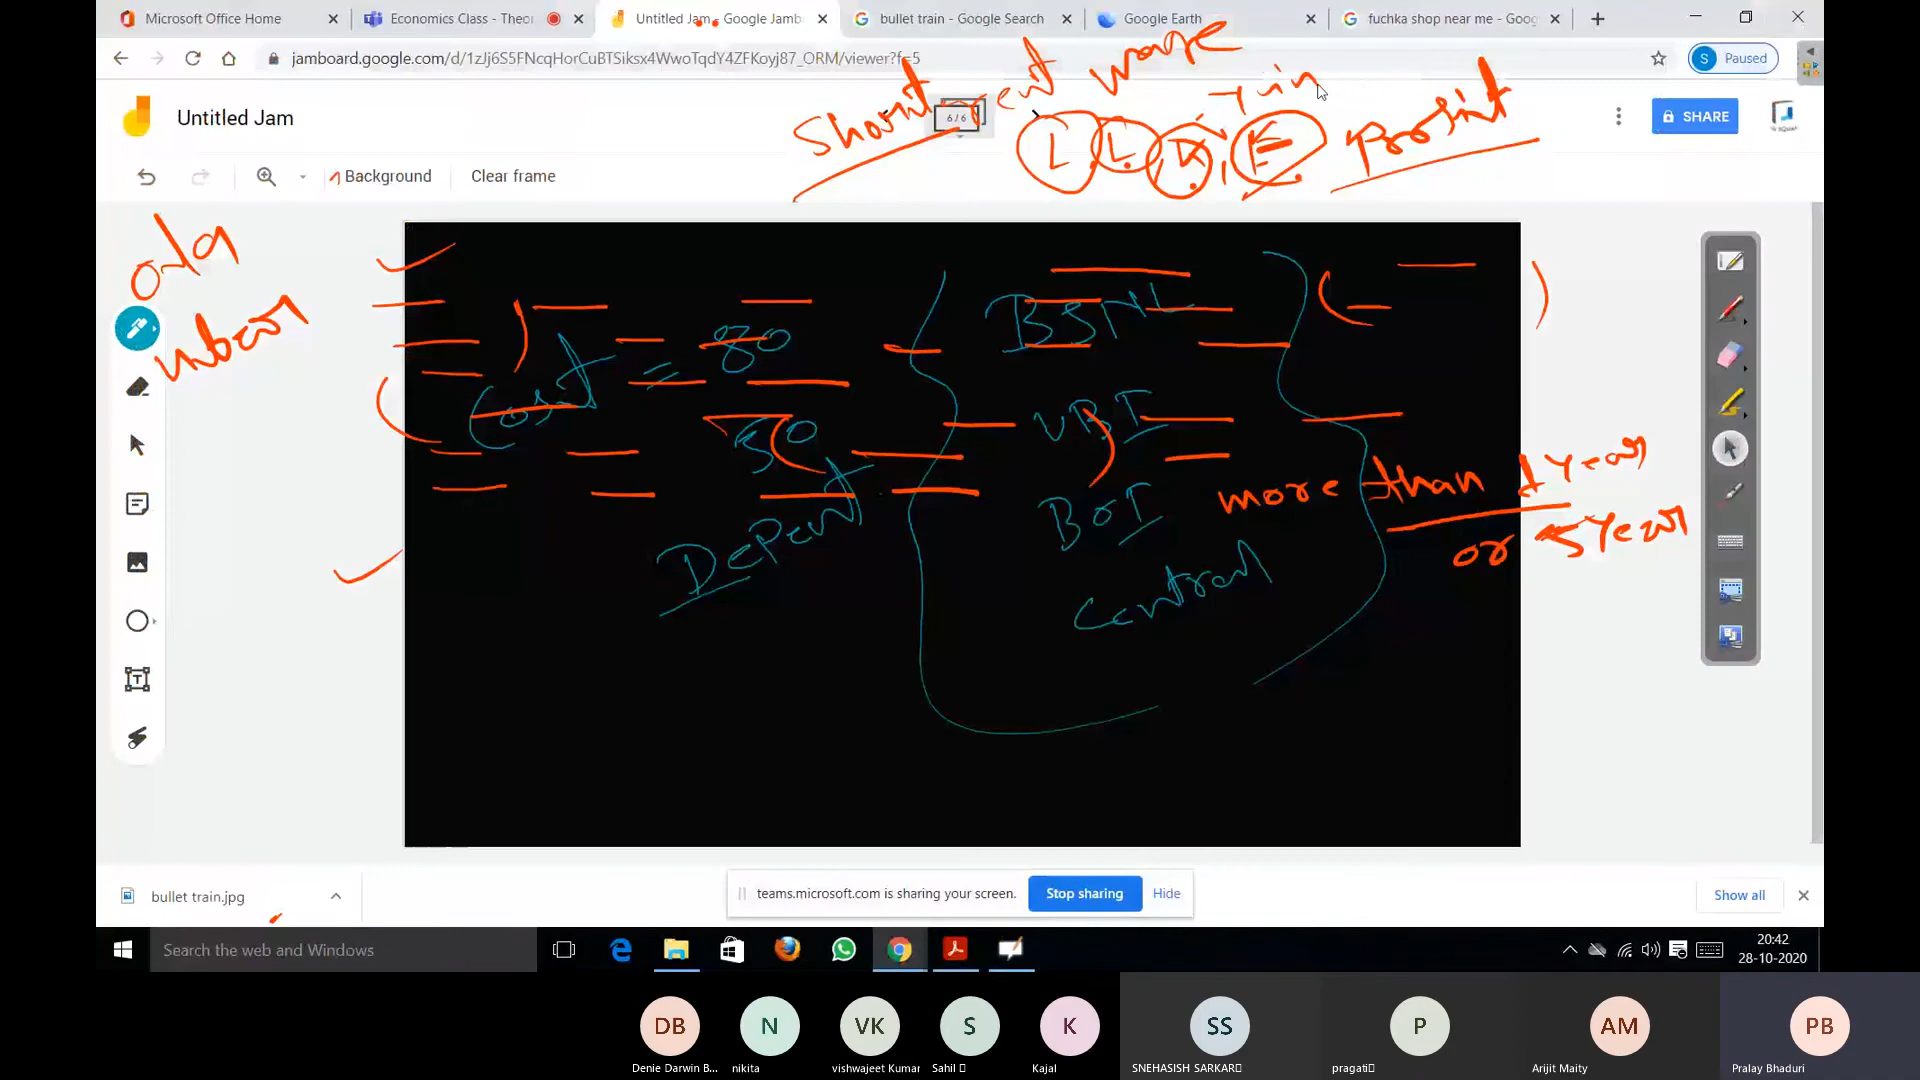 Microsoft Office Home
Economics Class - Theor
Untitled Jam - Google Jamb
bullet train - Google Search
Google Earth
fuchka shop near me - Goog
jamboard.google.com/d/1zJj6S5FNcqHorCuBTSiksx4WwoTqdY4ZFKoyj87_ORM/viewer?f=5
S Paused
rent wage
Short
L L K, E Profit
Untitled Jam
6 / 6
SHARE
Background
Clear frame
ola
Cost = 80
50
Depent
BSNL
UBI
BOI
Central
more than 1 year
or 5 year
bullet train.jpg
teams.microsoft.com is sharing your screen.
Stop sharing
Hide
Show all
Search the web and Windows
20:42
28-10-2020
DB
N
VK
S
K
SS
P
AM
PB
Denie Darwin B...
nikita
vishwajeet Kumar
Sahil
Kajal
SNEHASISH SARKAR
pragati
Arijit Maity
Pralay Bhaduri